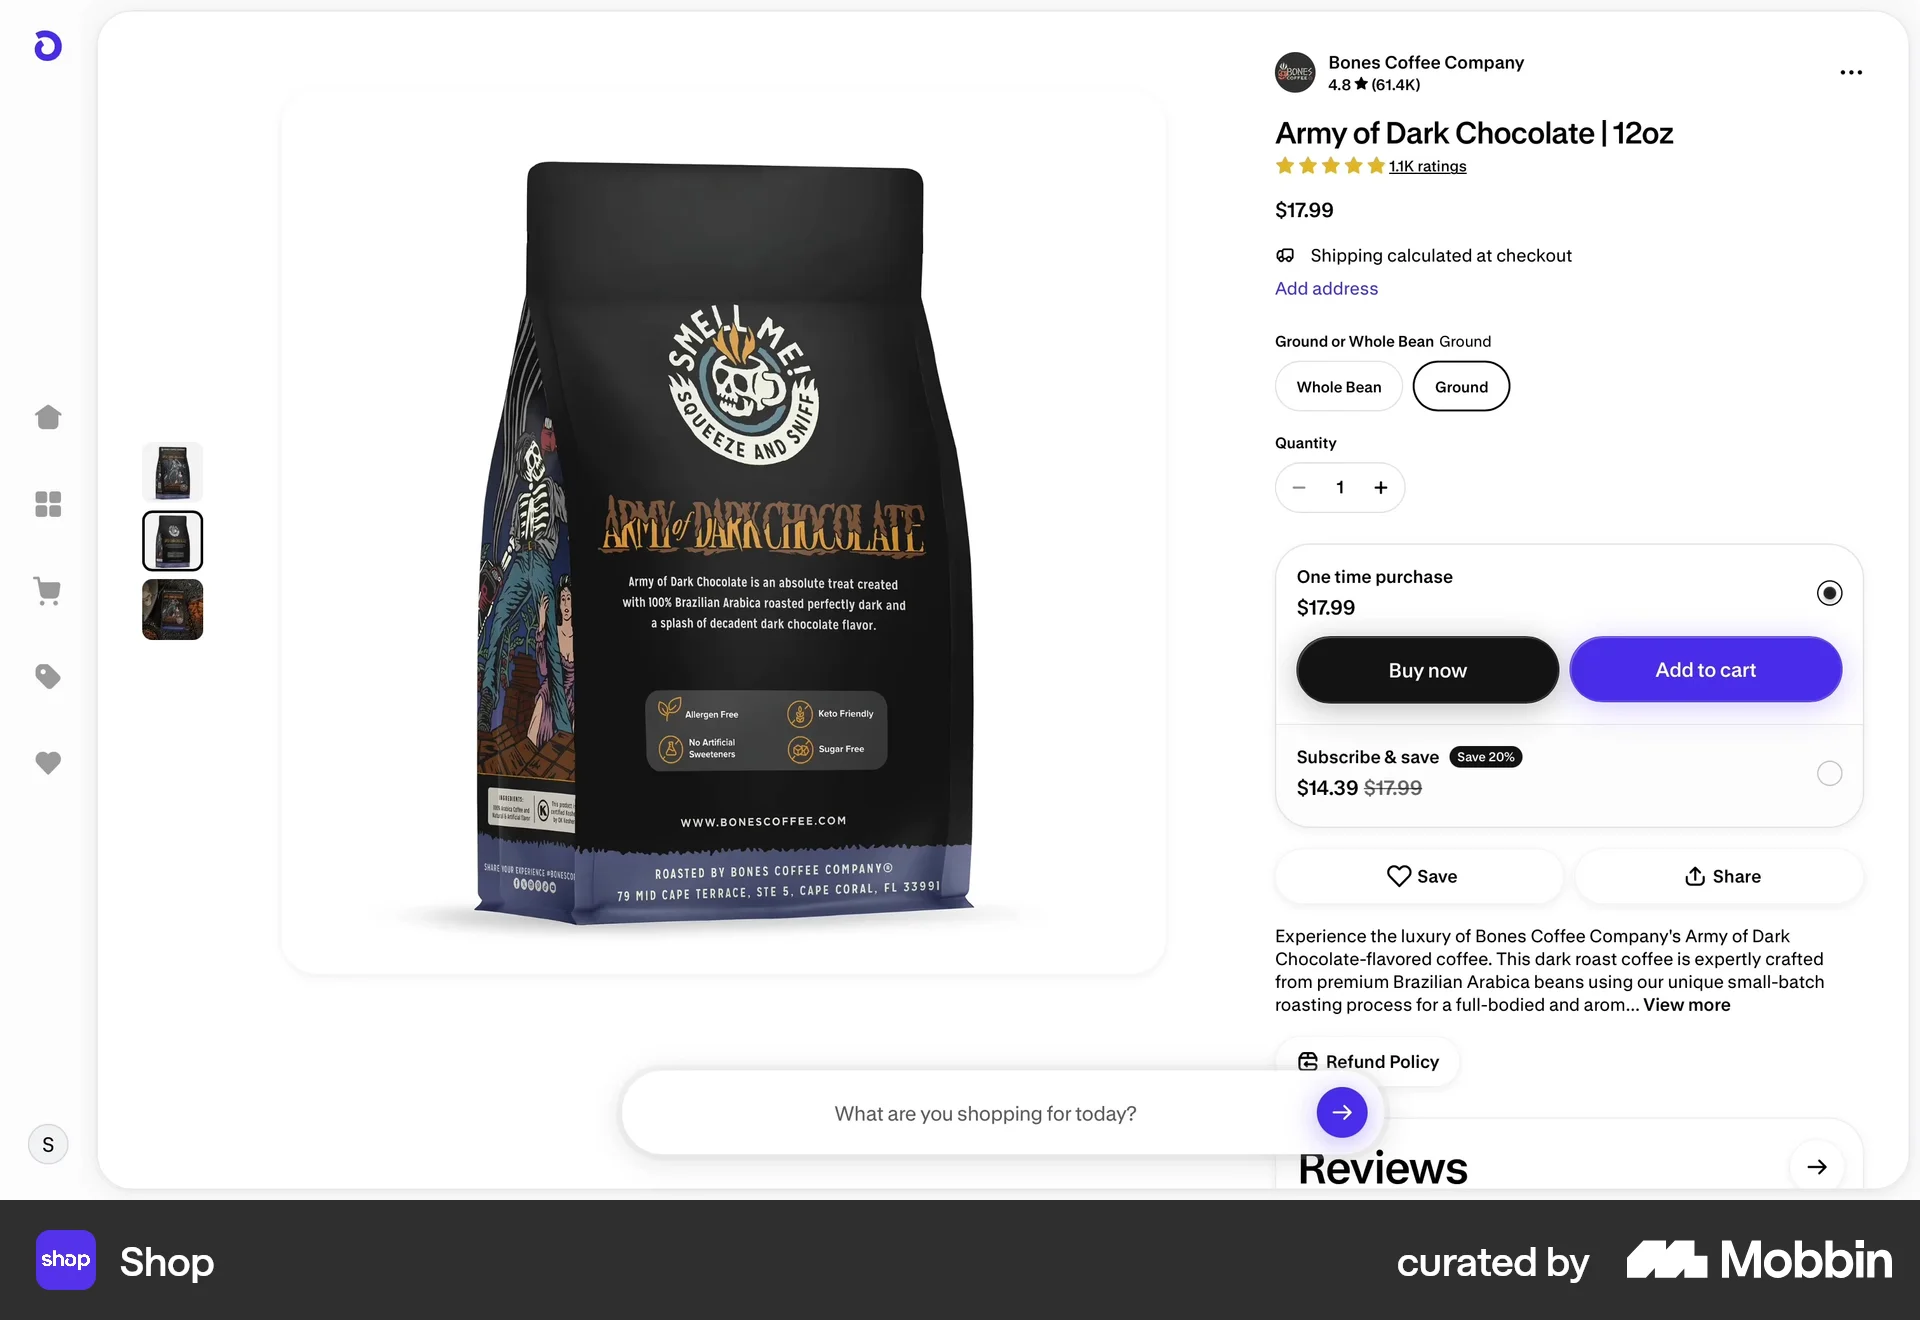 Bones Coffee Company
4.8 ★ (61.4K)
Army of Dark Chocolate | 12oz
1.1K ratings
$17.99
Shipping calculated at checkout
Add address
Ground or Whole Bean Ground
Whole Bean
Ground
Quantity
1
One time purchase
$17.99
Buy now
Add to cart
Subscribe & save Save 20%
$14.39 $17.99
Save
Share
Experience the luxury of Bones Coffee Company's Army of Dark
Chocolate-flavored coffee. This dark roast coffee is expertly crafted
from premium Brazilian Arabica beans using our unique small-batch
roasting process for a full-bodied and arom... View more
Refund Policy
What are you shopping for today?
Reviews
SMELL ME!
SQUEEZE AND SNIFF
ARMY of DARK CHOCOLATE
Army of Dark Chocolate is an absolute treat created
with 100% Brazilian Arabica roasted perfectly dark and
a splash of decadent dark chocolate flavor.
Allergen Free
Keto Friendly
No Artificial
Sweeteners
Sugar Free
INGREDIENTS:
WWW.BONESCOFFEE.COM
ROASTED BY BONES COFFEE COMPANY®
79 MID CAPE TERRACE, STE 5, CAPE CORAL, FL 33991
SHARE YOUR EXPERIENCE
BONES
COFFEE
S
shop
Shop
curated by
Mobbin